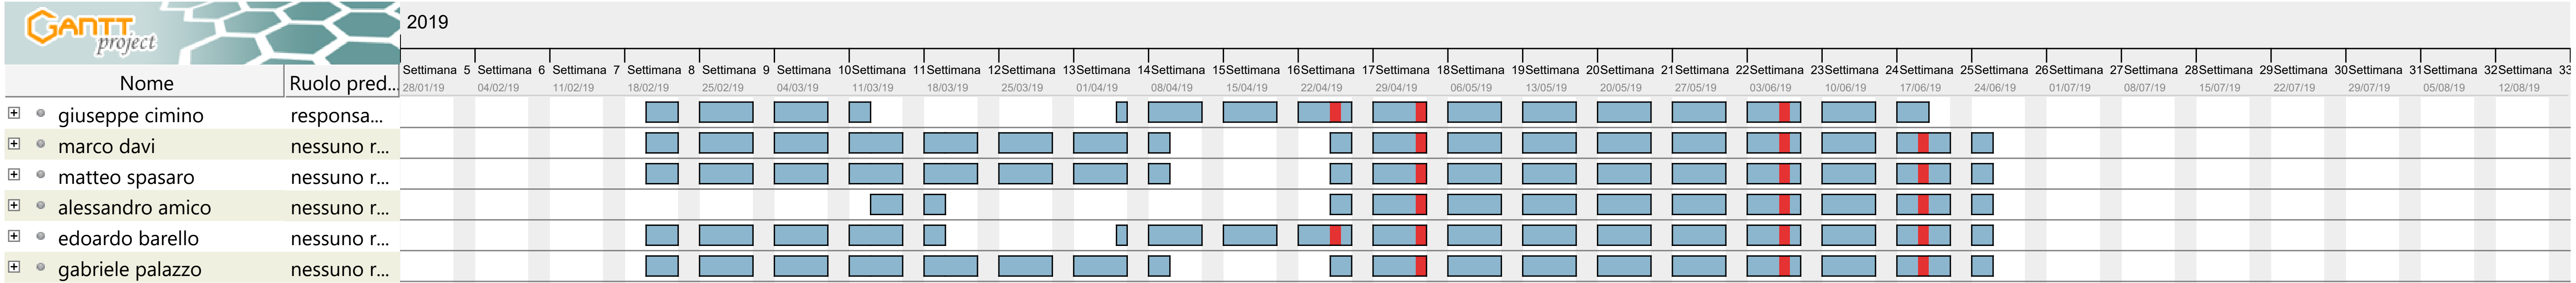 GANTT
project
2019
Nome
Ruolo pred...
Settimana 5 Settimana 6 Settimana 7 Settimana 8 Settimana 9 Settimana 10 Settimana 11 Settimana 12 Settimana 13 Settimana 14 Settimana 15 Settimana 16 Settimana 17 Settimana 18 Settimana 19 Settimana 20 Settimana 21 Settimana 22 Settimana 23 Settimana 24 Settimana 25 Settimana 26 Settimana 27 Settimana 28 Settimana 29 Settimana 30 Settimana 31 Settimana 32 Settimana 33
28/01/19 04/02/19 11/02/19 18/02/19 25/02/19 04/03/19 11/03/19 18/03/19 25/03/19 01/04/19 08/04/19 15/04/19 22/04/19 29/04/19 06/05/19 13/05/19 20/05/19 27/05/19 03/06/19 10/06/19 17/06/19 24/06/19 01/07/19 08/07/19 15/07/19 22/07/19 29/07/19 05/08/19 12/08/19
giuseppe cimino responsa...
marco davi nessuno r...
matteo spasaro nessuno r...
alessandro amico nessuno r...
edoardo barello nessuno r...
gabriele palazzo nessuno r...